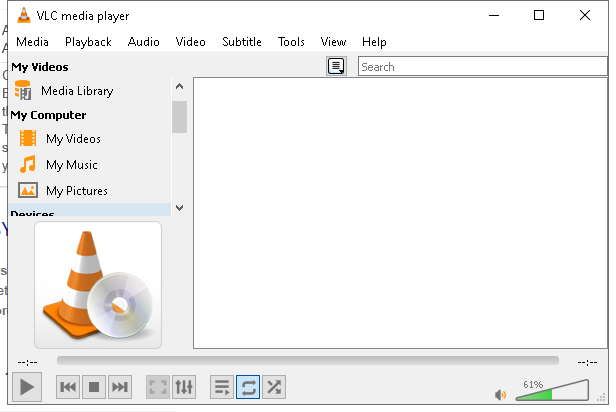 VLC media player
Media Playback Audio Video Subtitle Tools View Help
My Videos
Search
Media Library
My Computer
My Videos
My Music
My Pictures
Devices
--:--
--:--
61%